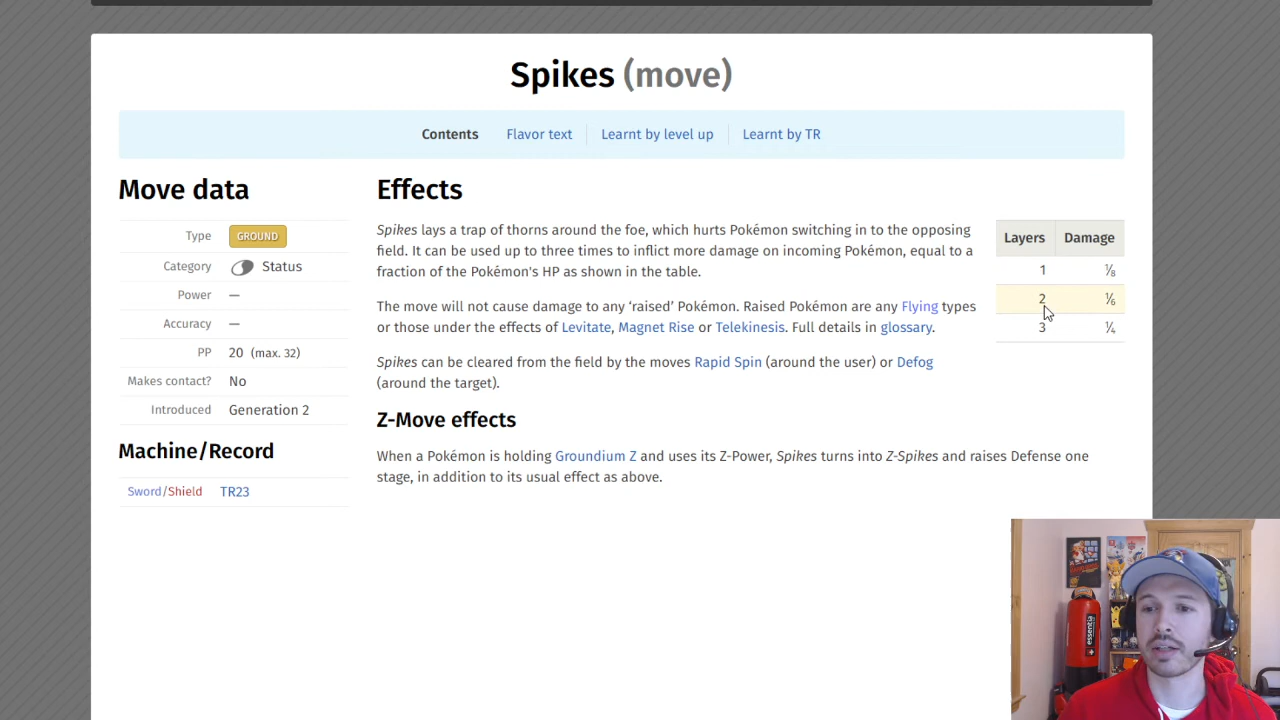 Spikes (move)
Contents Flavor text Learnt by level up Learnt by TR
Move data
Type GROUND
Category Status
Power —
Accuracy —
PP 20 (max. 32)
Makes contact? No
Introduced Generation 2
Machine/Record
Sword/Shield TR23
Effects
Spikes lays a trap of thorns around the foe, which hurts Pokémon switching in to the opposing
field. It can be used up to three times to inflict more damage on incoming Pokémon, equal to a
fraction of the Pokémon's HP as shown in the table.
The move will not cause damage to any ‘raised’ Pokémon. Raised Pokémon are any Flying types
or those under the effects of Levitate, Magnet Rise or Telekinesis. Full details in glossary.
Spikes can be cleared from the field by the moves Rapid Spin (around the user) or Defog
(around the target).
Layers Damage
1 ⅛
2 ⅙
3 ¼
Z-Move effects
When a Pokémon is holding Groundium Z and uses its Z-Power, Spikes turns into Z-Spikes and raises Defense one
stage, in addition to its usual effect as above.
essentia